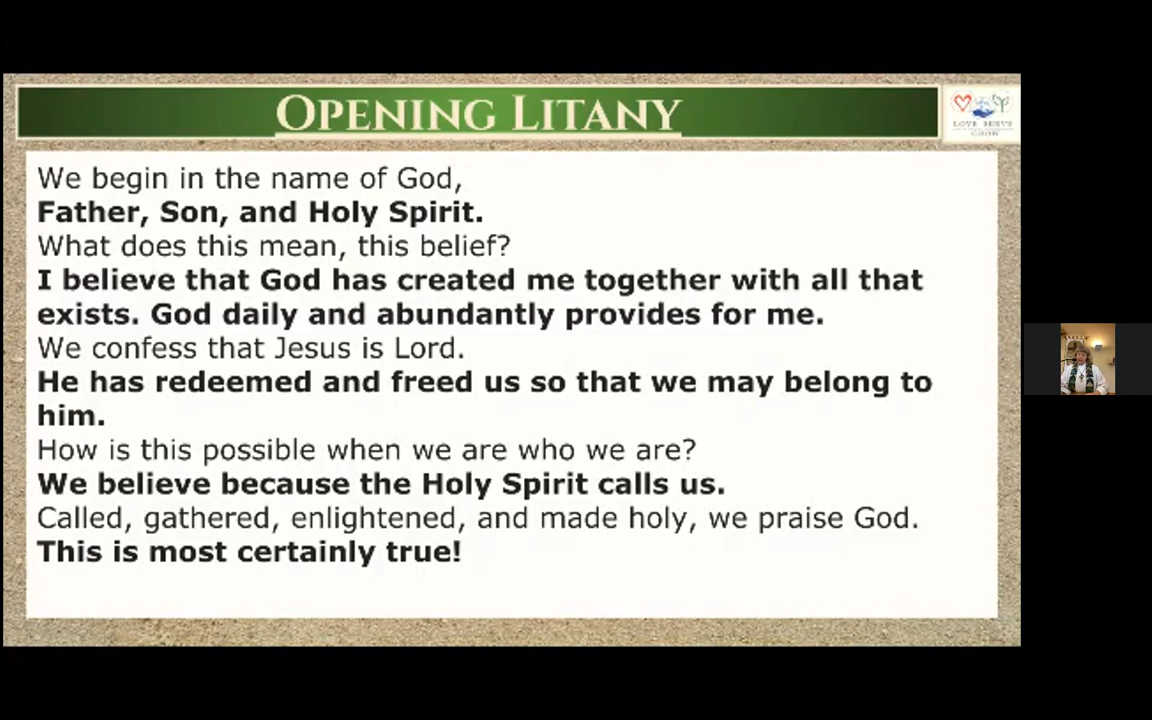 OPENING LITANY
LOVE SERVE
GROW
We begin in the name of God,
Father, Son, and Holy Spirit.
What does this mean, this belief?
I believe that God has created me together with all that
exists. God daily and abundantly provides for me.
We confess that Jesus is Lord.
He has redeemed and freed us so that we may belong to
him.
How is this possible when we are who we are?
We believe because the Holy Spirit calls us.
Called, gathered, enlightened, and made holy, we praise God.
This is most certainly true!